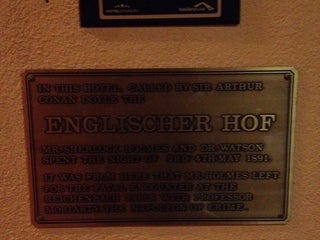 IN THIS HOTEL, CALLED BY SIR ARTHUR
CONAN DOYLE THE
ENGLISCHER HOF
MR. SHERLOCK HOLMES AND DR. WATSON
SPENT THE NIGHT OF 3RD/4TH MAY 1891.
IT WAS FROM HERE THAT MR. HOLMES LEFT
FOR THE FATAL ENCOUNTER AT THE
REICHENBACH FALLS WITH PROFESSOR
MORIARTY, THE NAPOLEON OF CRIME.